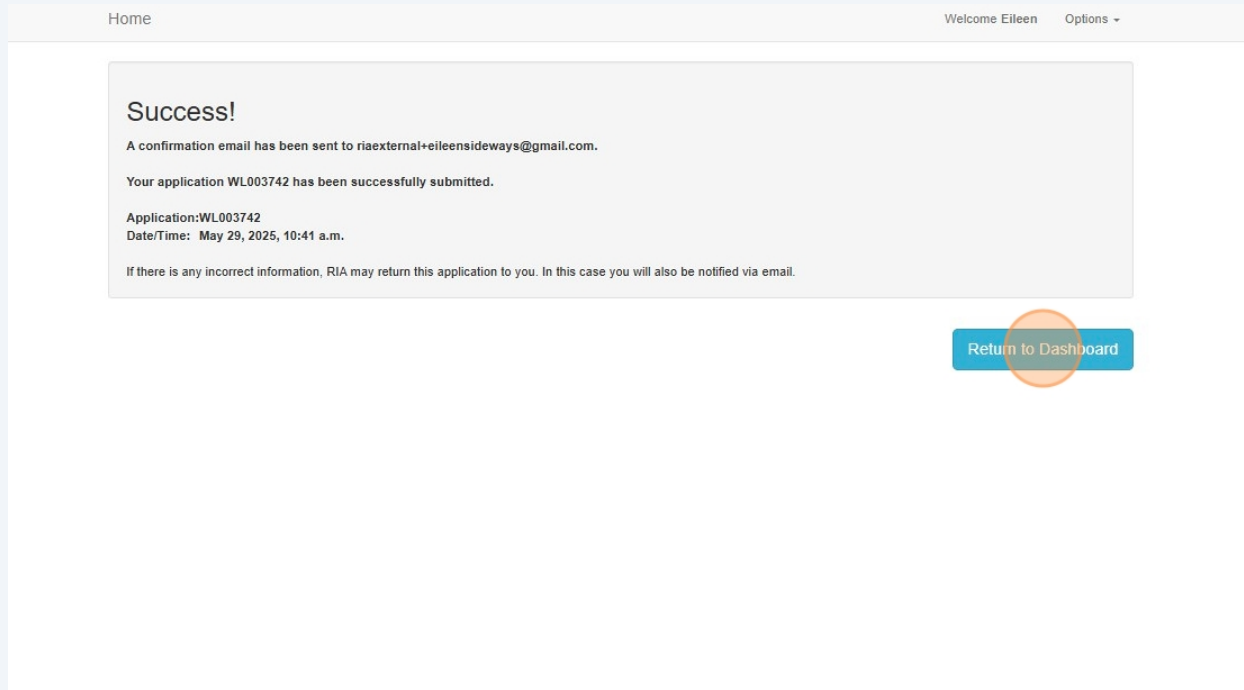 Home
Welcome Eileen Options
Success!
A confirmation email has been sent to riaexternal+eileensideways@gmail.com.
Your application WL003742 has been successfully submitted.
Application:WL003742
Date/Time: May 29, 2025, 10:41 a.m.
If there is any incorrect information, RIA may return this application to you. In this case you will also be notified via email.
Return to Dashboard